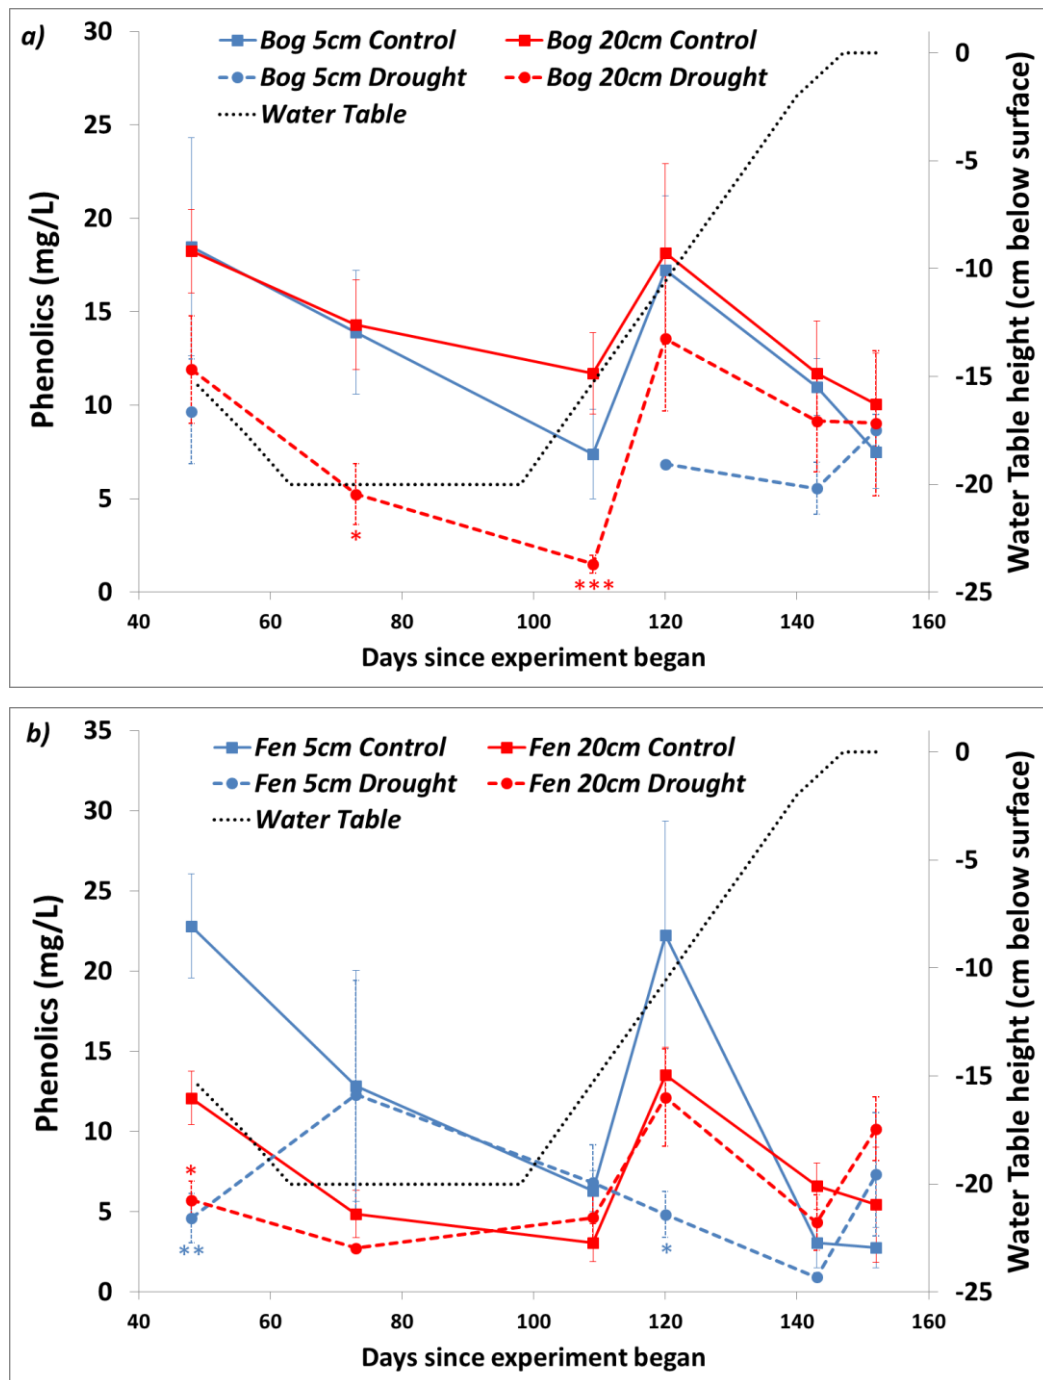 a)
Bog 5cm Control
Bog 20cm Control
Bog 5cm Drought
Bog 20cm Drought
Water Table
30
25
20
15
10
5
0
Phenolics (mg/L)
0
-5
-10
-15
-20
-25
Water Table height (cm below surface)
*
***
40 60 80 100 120 140 160
Days since experiment began
b)
Fen 5cm Control
Fen 20cm Control
Fen 5cm Drought
Fen 20cm Drought
Water Table
35
30
25
20
15
10
5
0
Phenolics (mg/L)
0
-5
-10
-15
-20
-25
Water Table height (cm below surface)
*
**
*
40 60 80 100 120 140 160
Days since experiment began